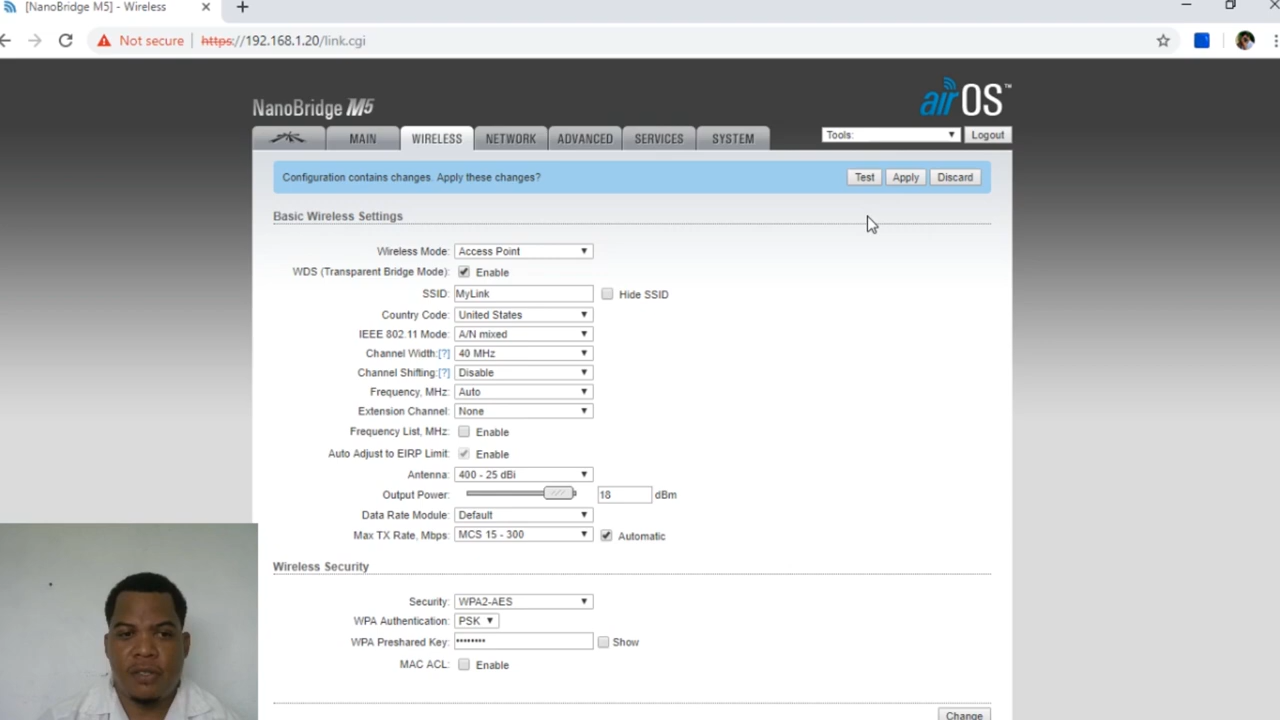 [NanoBridge M5] - Wireless
Not secure https://192.168.1.20/link.cgi
NanoBridge M5
airOS™
MAIN WIRELESS NETWORK ADVANCED SERVICES SYSTEM Tools: Logout
Configuration contains changes. Apply these changes? Test Apply Discard
Basic Wireless Settings
Wireless Mode: Access Point
WDS (Transparent Bridge Mode): Enable
SSID: MyLink Hide SSID
Country Code: United States
IEEE 802.11 Mode: A/N mixed
Channel Width:[?] 40 MHz
Channel Shifting:[?] Disable
Frequency, MHz: Auto
Extension Channel: None
Frequency List, MHz: Enable
Auto Adjust to EIRP Limit: Enable
Antenna: 400 - 25 dBi
Output Power: 18 dBm
Data Rate Module: Default
Max TX Rate, Mbps: MCS 15 - 300 Automatic
Wireless Security
Security: WPA2-AES
WPA Authentication: PSK
WPA Preshared Key: •••••••• Show
MAC ACL: Enable
Change